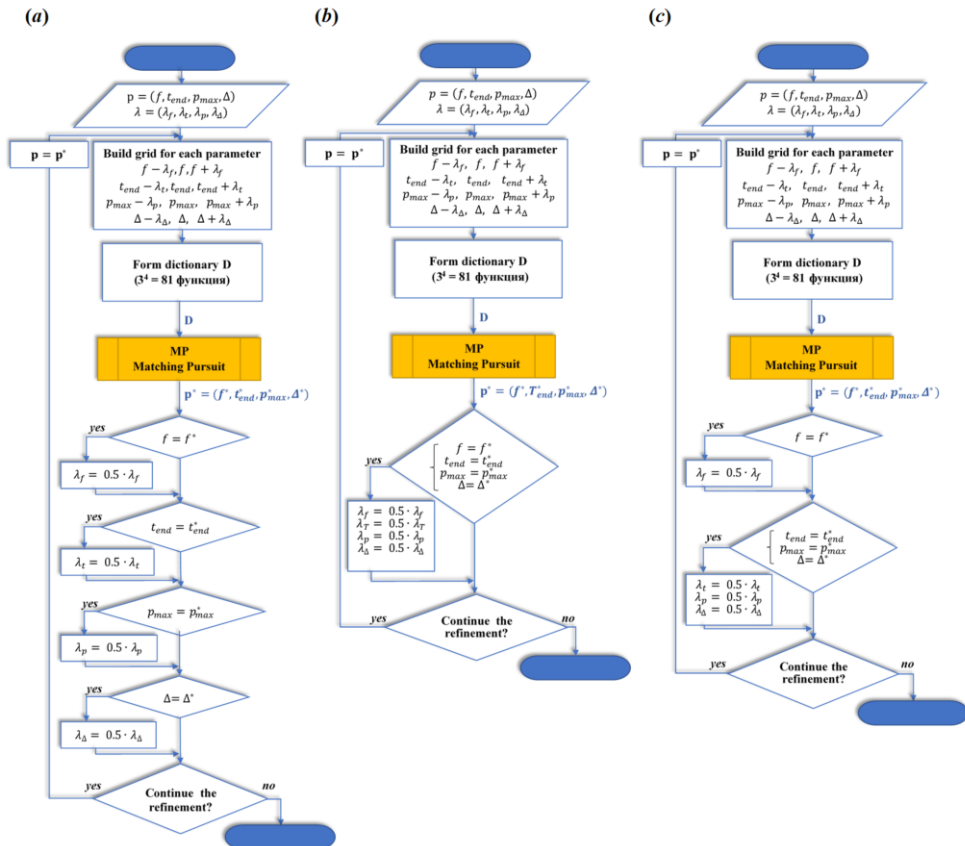 (a)
p = (f, t_end, p_max, Δ)
λ = (λ_f, λ_t, λ_p, λ_Δ)
p = p*
Build grid for each parameter
f − λ_f, f, f + λ_f
t_end − λ_t, t_end, t_end + λ_t
p_max − λ_p, p_max, p_max + λ_p
Δ − λ_Δ, Δ, Δ + λ_Δ
Form dictionary D
(3⁴ = 81 функция)
D
MP
Matching Pursuit
p* = (f*, t*_end, p*_max, Δ*)
yes
f = f*
λ_f = 0.5 · λ_f
yes
t_end = t*_end
λ_t = 0.5 · λ_t
yes
p_max = p*_max
λ_p = 0.5 · λ_p
yes
Δ= Δ*
λ_Δ = 0.5 · λ_Δ
yes
Continue the
refinement?
no
(b)
p = (f, t_end, p_max, Δ)
λ = (λ_f, λ_t, λ_p, λ_Δ)
p = p*
Build grid for each parameter
f − λ_f, f, f + λ_f
t_end − λ_t, t_end, t_end + λ_t
p_max − λ_p, p_max, p_max + λ_p
Δ − λ_Δ, Δ, Δ + λ_Δ
Form dictionary D
(3⁴ = 81 функция)
D
MP
Matching Pursuit
p* = (f*, T*_end, p*_max, Δ*)
yes
f = f*
t_end = t*_end
p_max = p*_max
Δ= Δ*
λ_f = 0.5 · λ_f
λ_T = 0.5 · λ_T
λ_p = 0.5 · λ_p
λ_Δ = 0.5 · λ_Δ
yes
Continue the
refinement?
no
(c)
p = (f, t_end, p_max, Δ)
λ = (λ_f, λ_t, λ_p, λ_Δ)
p = p*
Build grid for each parameter
f − λ_f, f, f + λ_f
t_end − λ_t, t_end, t_end + λ_t
p_max − λ_p, p_max, p_max + λ_p
Δ − λ_Δ, Δ, Δ + λ_Δ
Form dictionary D
(3⁴ = 81 функция)
D
MP
Matching Pursuit
p* = (f*, t*_end, p*_max, Δ*)
yes
f = f*
λ_f = 0.5 · λ_f
yes
t_end = t*_end
p_max = p*_max
Δ= Δ*
λ_t = 0.5 · λ_t
λ_p = 0.5 · λ_p
λ_Δ = 0.5 · λ_Δ
yes
Continue the
refinement?
no